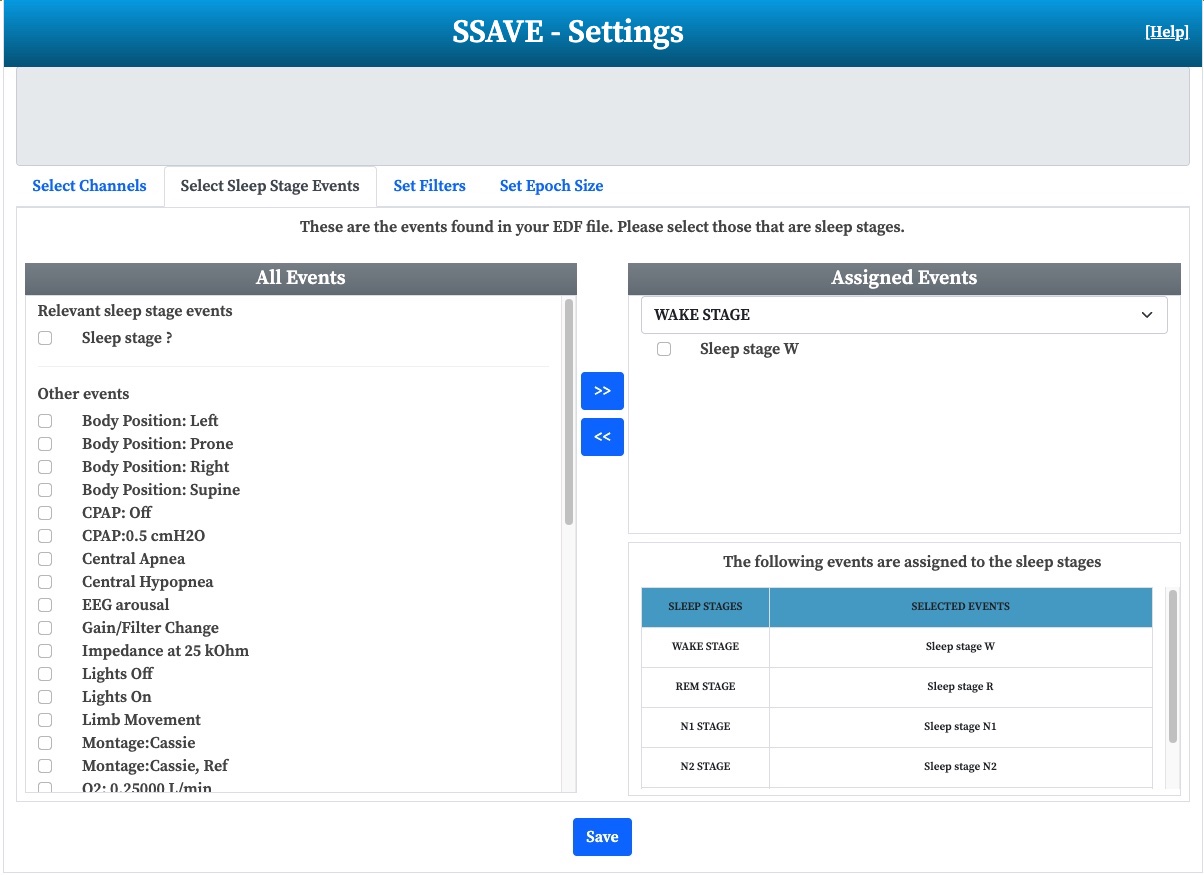 SSAVE - Settings
[Help]
Select Channels
Select Sleep Stage Events
Set Filters
Set Epoch Size
These are the events found in your EDF file. Please select those that are sleep stages.
All Events
Relevant sleep stage events
Sleep stage ?
Other events
Body Position: Left
Body Position: Prone
Body Position: Right
Body Position: Supine
CPAP: Off
CPAP:0.5 cmH2O
Central Apnea
Central Hypopnea
EEG arousal
Gain/Filter Change
Impedance at 25 kOhm
Lights Off
Lights On
Limb Movement
Montage:Cassie
Montage:Cassie, Ref
O2: 0.25000 L/min
>>
<<
Assigned Events
WAKE STAGE
Sleep stage W
The following events are assigned to the sleep stages
SLEEP STAGES SELECTED EVENTS
WAKE STAGE Sleep stage W
REM STAGE Sleep stage R
N1 STAGE Sleep stage N1
N2 STAGE Sleep stage N2
Save